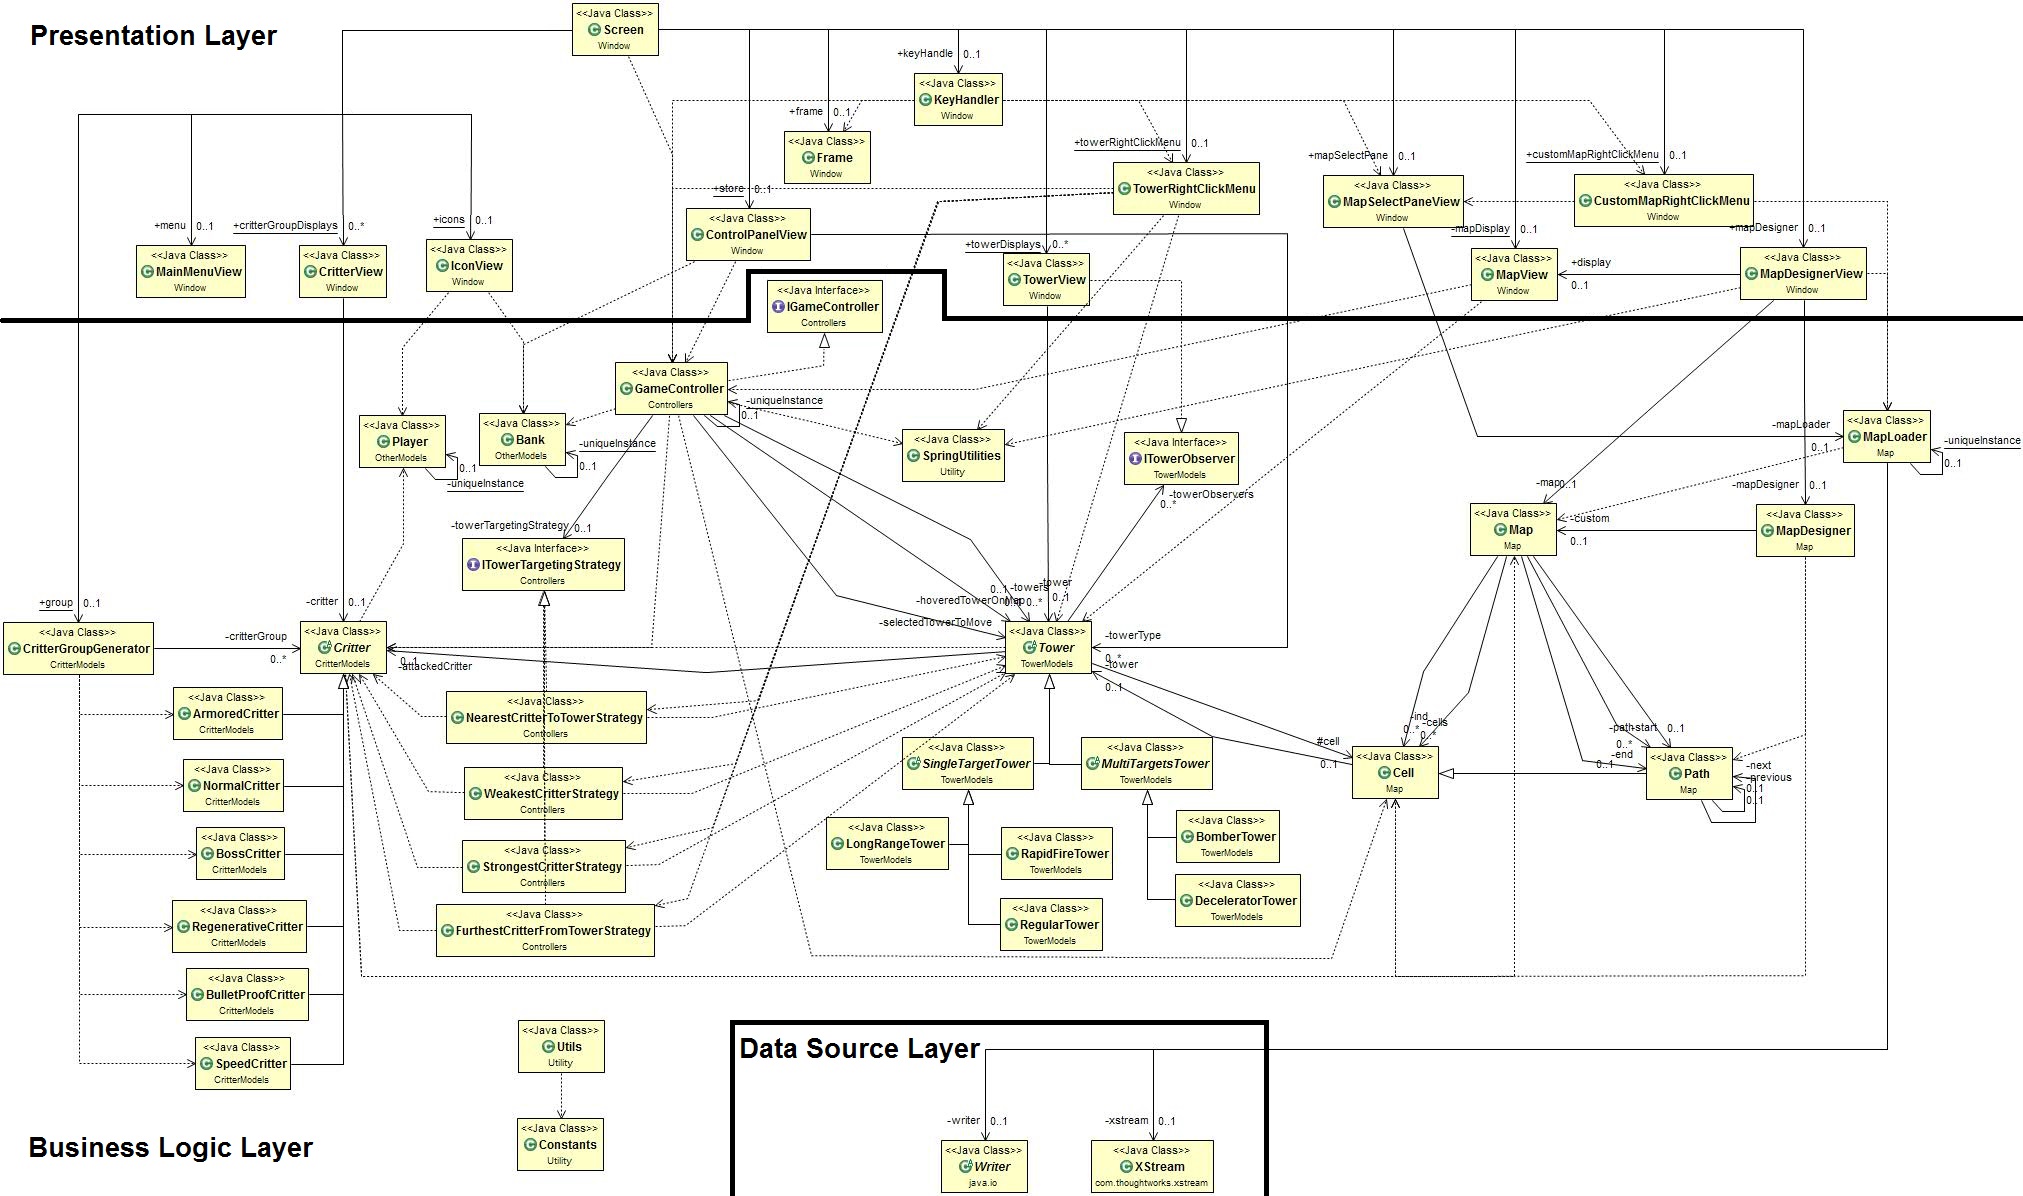 Presentation Layer
<<Java Class>>
Screen
Window
+keyHandle 0..1
<<Java Class>>
KeyHandler
Window
+frame 0..1
<<Java Class>>
Frame
Window
+towerRightClickMenu 0..1
<<Java Class>>
TowerRightClickMenu
Window
+mapSelectPane 0..1
<<Java Class>>
MapSelectPaneView
Window
+customMapRightClickMenu 0..1
<<Java Class>>
CustomMapRightClickMenu
Window
+store 0..1
<<Java Class>>
ControlPanelView
Window
+menu 0..1
<<Java Class>>
MainMenuView
Window
+critterGroupDisplays 0..*
<<Java Class>>
CritterView
Window
+icons 0..1
<<Java Class>>
IconView
Window
+towerDisplays 0..*
<<Java Class>>
TowerView
Window
-mapDisplay 0..1
<<Java Class>>
MapView
Window
+display
0..1
+mapDesigner 0..1
<<Java Class>>
MapDesignerView
Window
<<Java Interface>>
IGameController
Controllers
<<Java Class>>
GameController
Controllers
-uniqueInstance
0..1
<<Java Class>>
Player
OtherModels
0..1
-uniqueInstance
<<Java Class>>
Bank
OtherModels
-uniqueInstance
0..1
<<Java Class>>
SpringUtilities
Utility
<<Java Interface>>
ITowerObserver
TowerModels
-towerObservers
0..*
-mapLoader
0..1
<<Java Class>>
MapLoader
Map
-uniqueInstance
0..1
-map 0..1
<<Java Class>>
Map
Map
-custom
0..1
-mapDesigner 0..1
<<Java Class>>
MapDesigner
Map
-towerTargetingStrategy 0..1
<<Java Interface>>
ITowerTargetingStrategy
Controllers
+group 0..1
<<Java Class>>
CritterGroupGenerator
CritterModels
-critterGroup
0..*
-critter 0..1
<<Java Class>>
Critter
CritterModels
0..1
-attackedCritter
0..1
-towers
0..*
-tower
0..1
-hoveredTowerOnMap
-selectedTowerToMove
<<Java Class>>
Tower
TowerModels
-towerType
0..*
-tower
0..1
<<Java Class>>
ArmoredCritter
CritterModels
<<Java Class>>
NormalCritter
CritterModels
<<Java Class>>
BossCritter
CritterModels
<<Java Class>>
RegenerativeCritter
CritterModels
<<Java Class>>
BulletProofCritter
CritterModels
<<Java Class>>
SpeedCritter
CritterModels
<<Java Class>>
NearestCritterToTowerStrategy
Controllers
<<Java Class>>
WeakestCritterStrategy
Controllers
<<Java Class>>
StrongestCritterStrategy
Controllers
<<Java Class>>
FurthestCritterFromTowerStrategy
Controllers
<<Java Class>>
SingleTargetTower
TowerModels
<<Java Class>>
MultiTargetsTower
TowerModels
<<Java Class>>
LongRangeTower
TowerModels
<<Java Class>>
RapidFireTower
TowerModels
<<Java Class>>
RegularTower
TowerModels
<<Java Class>>
BomberTower
TowerModels
<<Java Class>>
DeceleratorTower
TowerModels
#cell
0..1
-ind
0..*
-cells
0..*
<<Java Class>>
Cell
Map
-path
0..*
-start 0..1
-end
0..1
<<Java Class>>
Path
Map
-next
-previous
0..1
0..1
<<Java Class>>
Utils
Utility
<<Java Class>>
Constants
Utility
Data Source Layer
-writer 0..1
<<Java Class>>
Writer
java.io
-xstream 0..1
<<Java Class>>
XStream
com.thoughtworks.xstream
Business Logic Layer